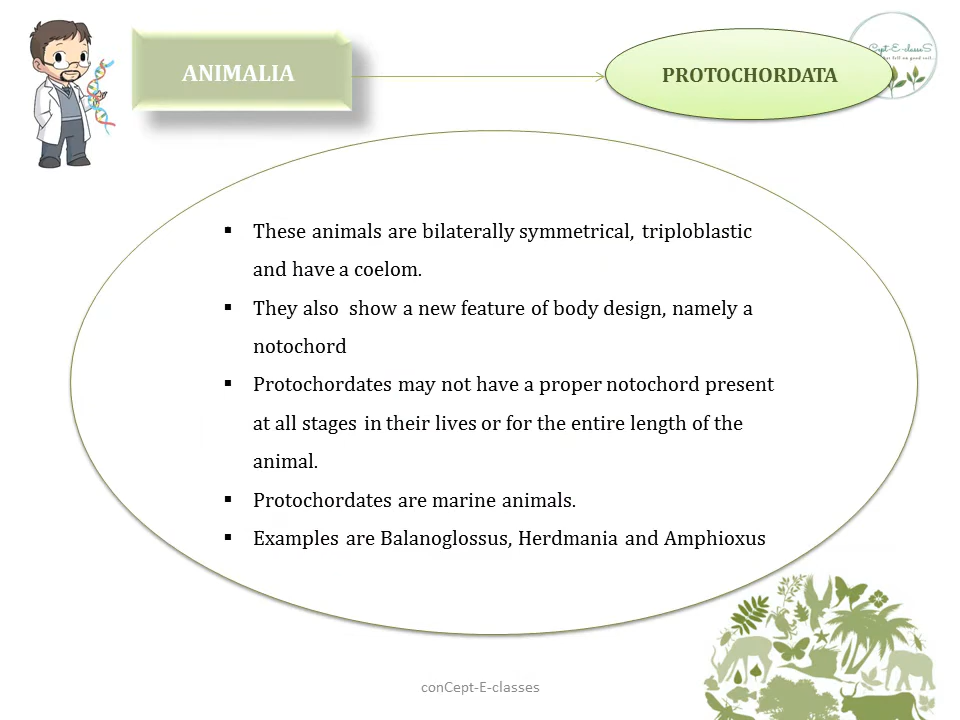 ANIMALIA
PROTOCHORDATA
▪ These animals are bilaterally symmetrical, triploblastic
and have a coelom.
▪ They also show a new feature of body design, namely a
notochord
▪ Protochordates may not have a proper notochord present
at all stages in their lives or for the entire length of the
animal.
▪ Protochordates are marine animals.
▪ Examples are Balanoglossus, Herdmania and Amphioxus
conCept-E-classes